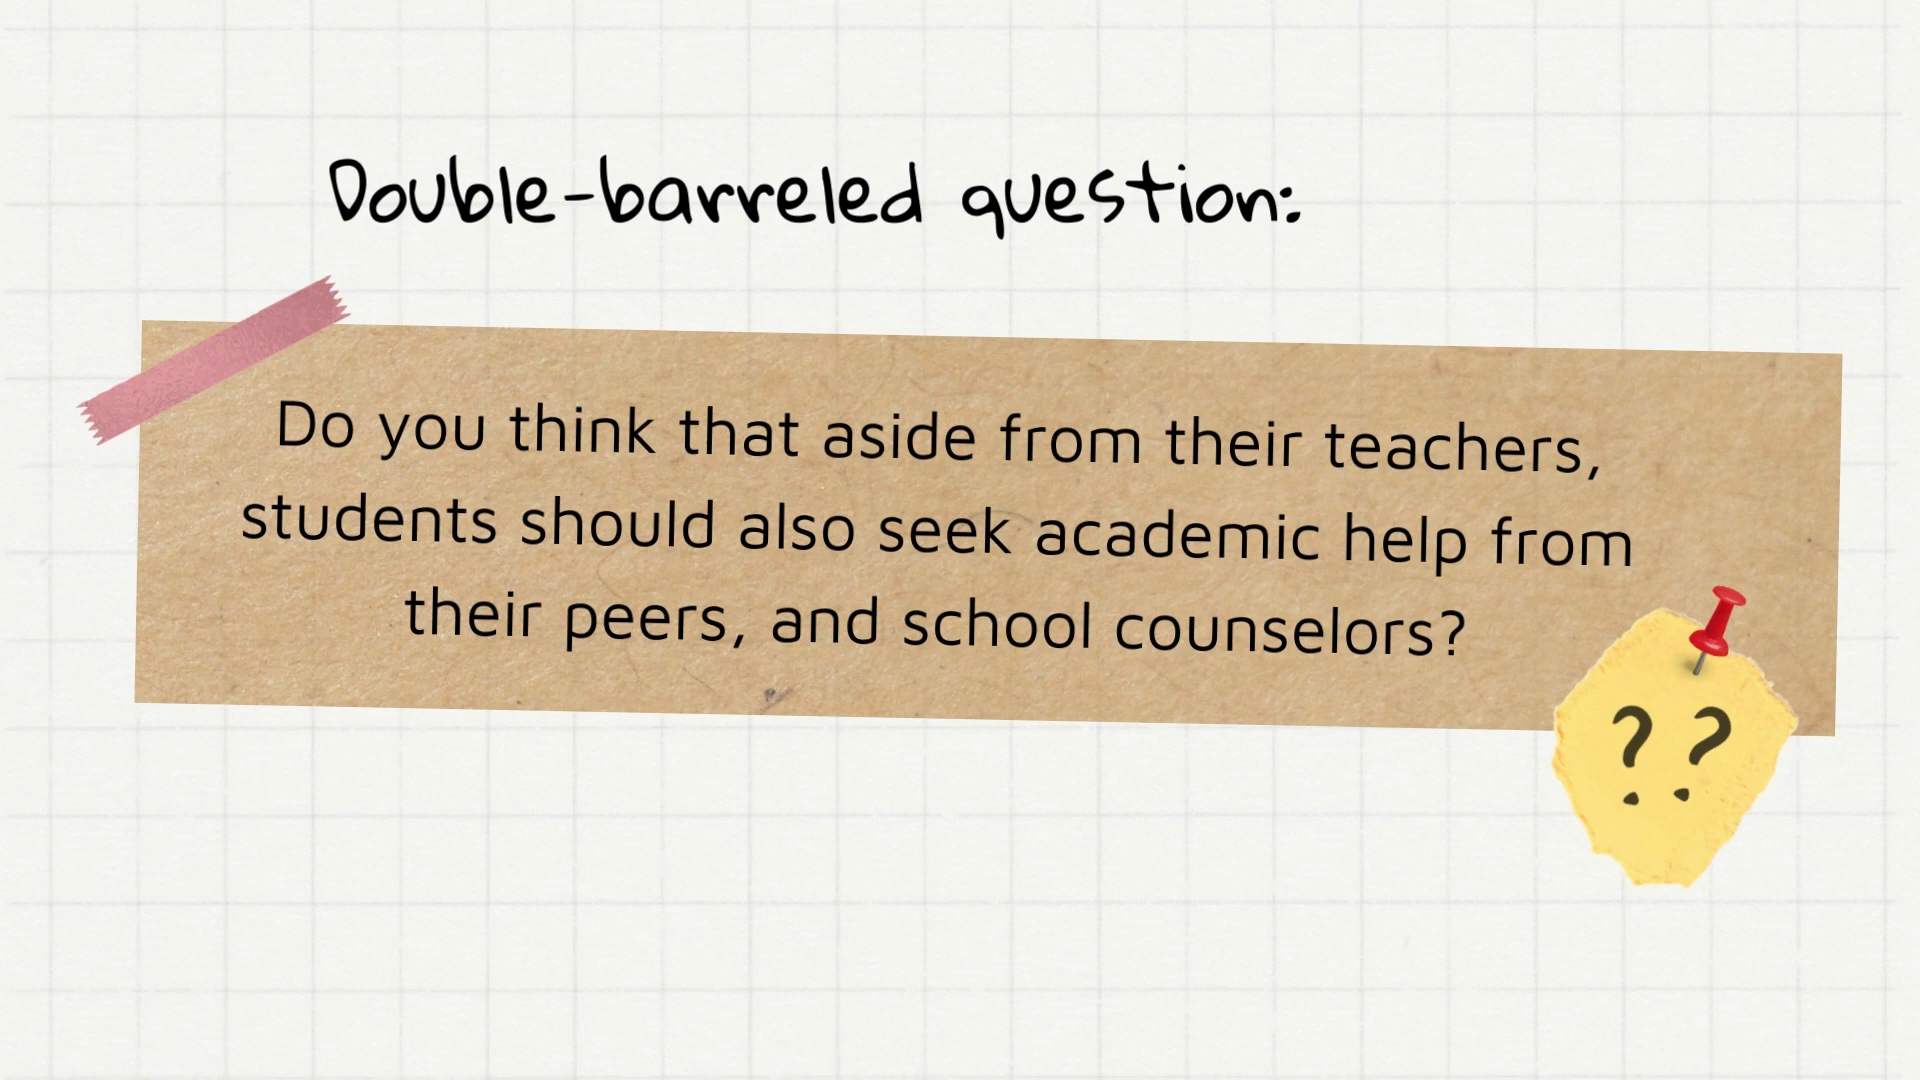 Double-barreled question:
Do you think that aside from their teachers,
students should also seek academic help from
their peers, and school counselors?
? ?